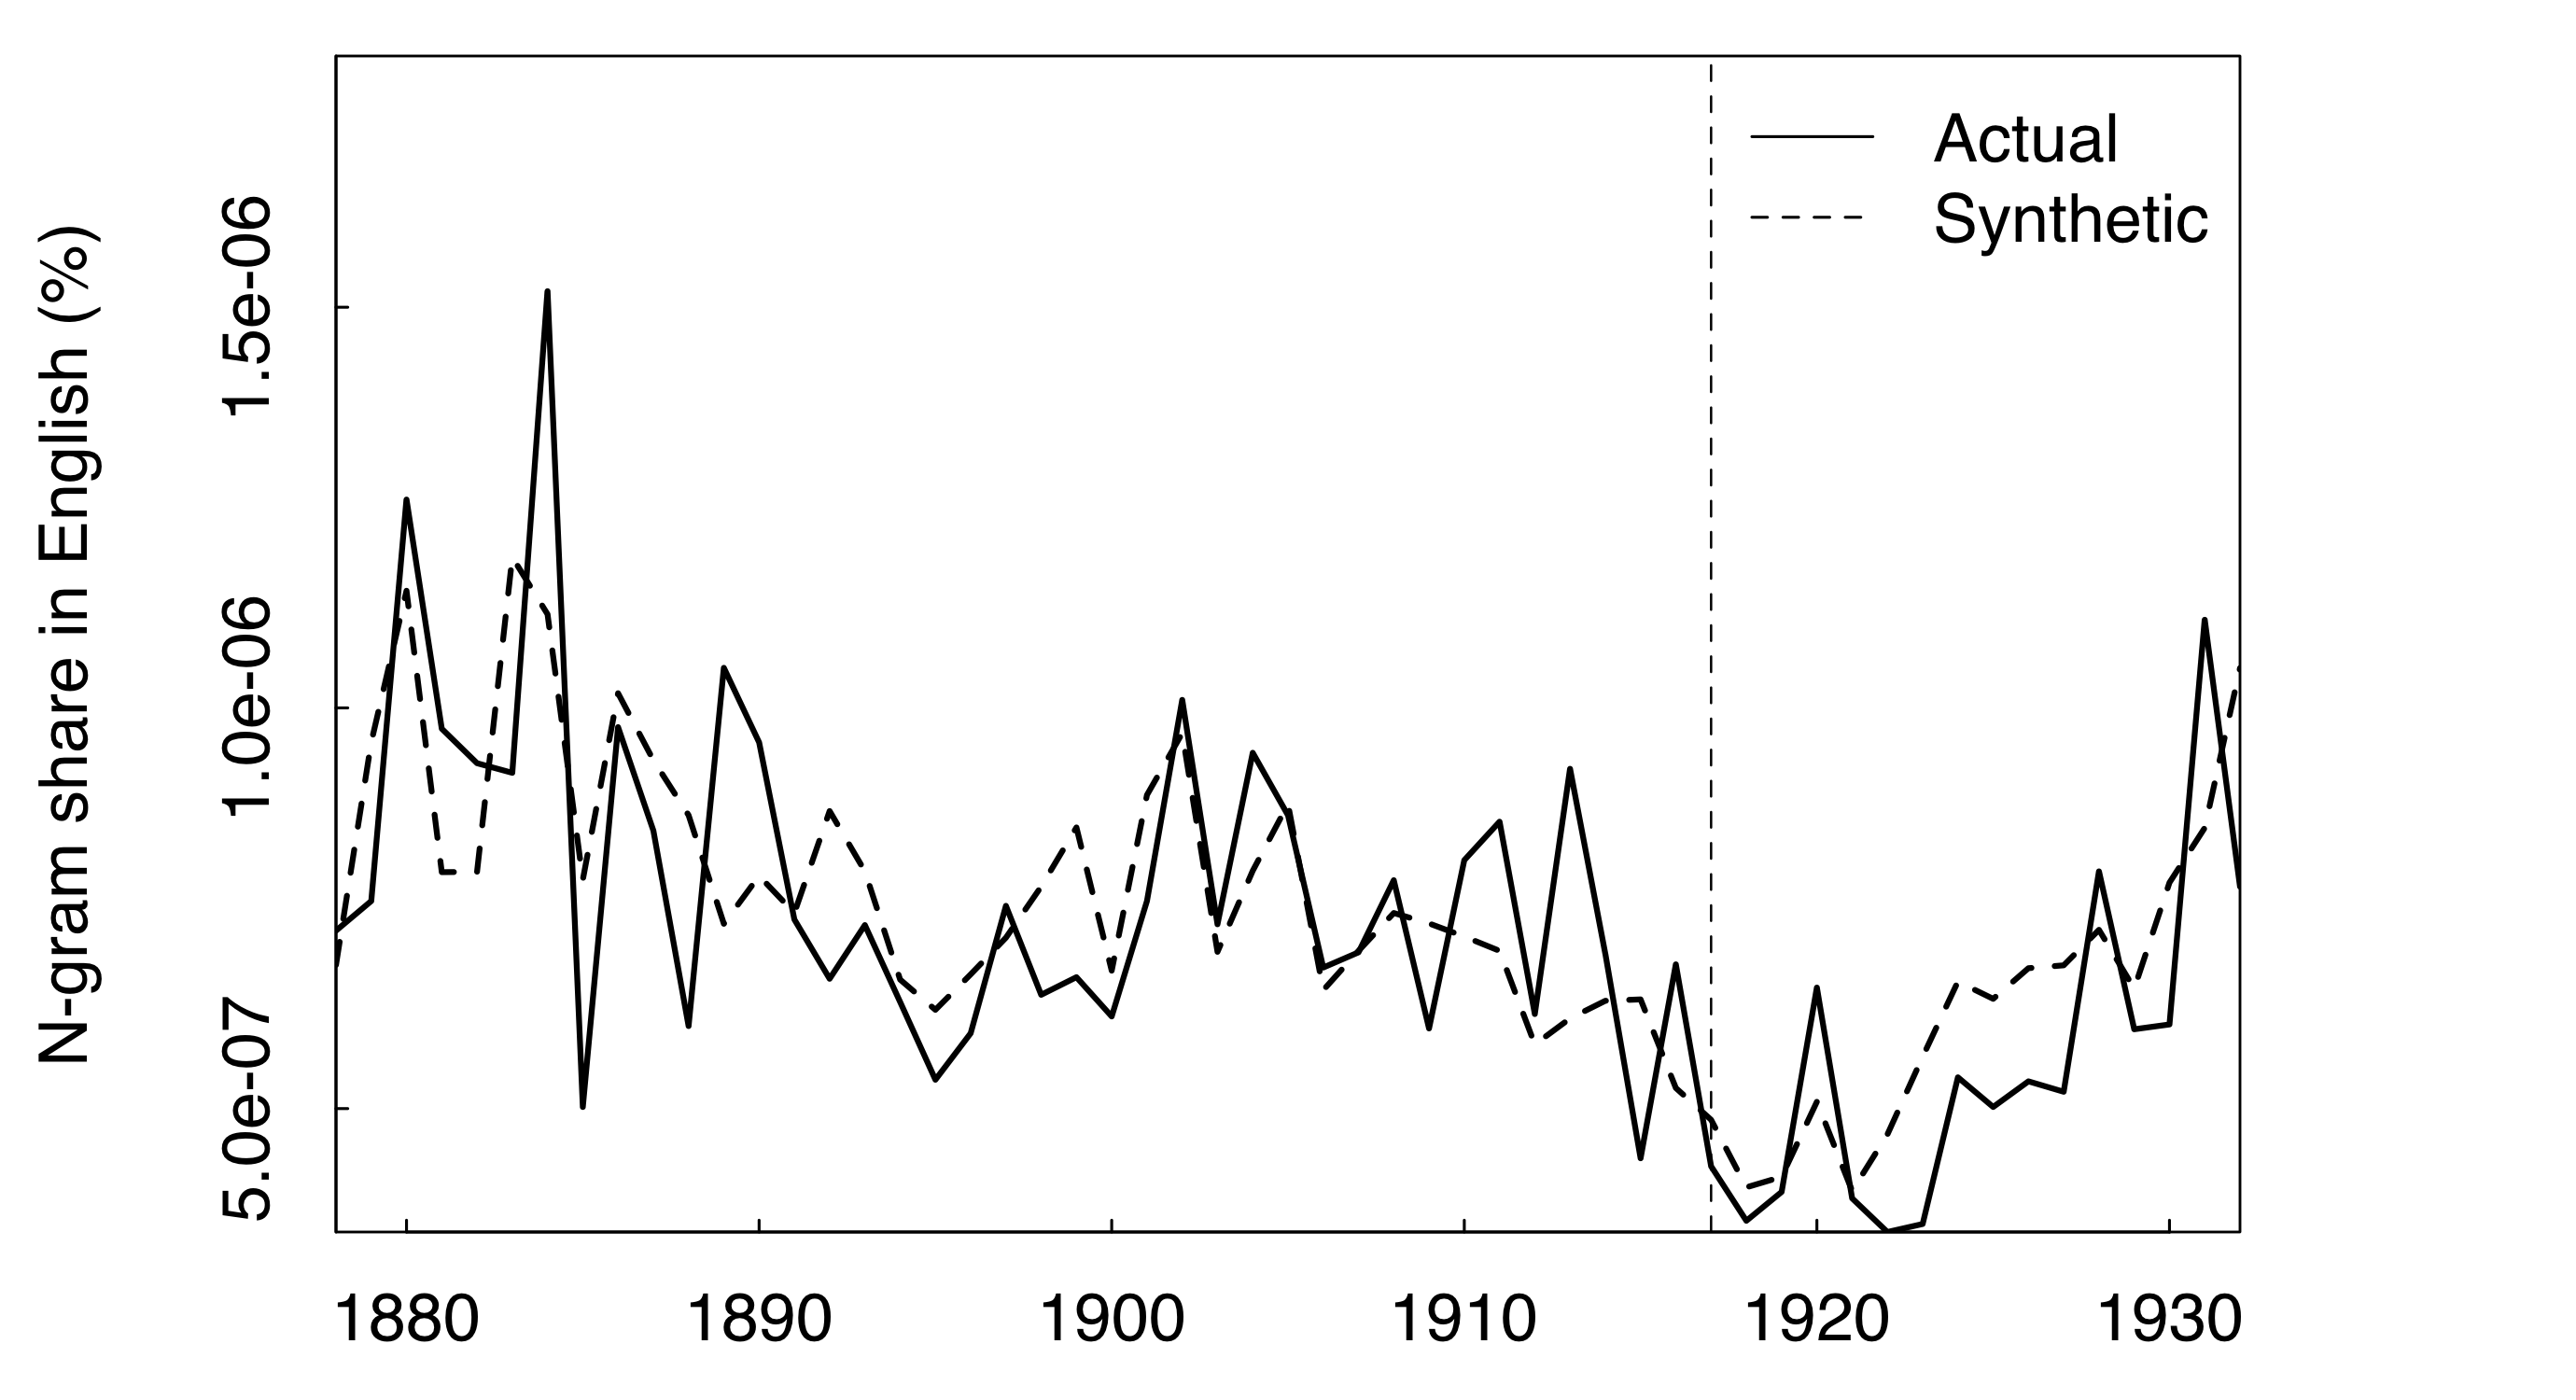 Actual
Synthetic
N-gram share in English (%)
1.5e-06
1.0e-06
5.0e-07
1880 1890 1900 1910 1920 1930